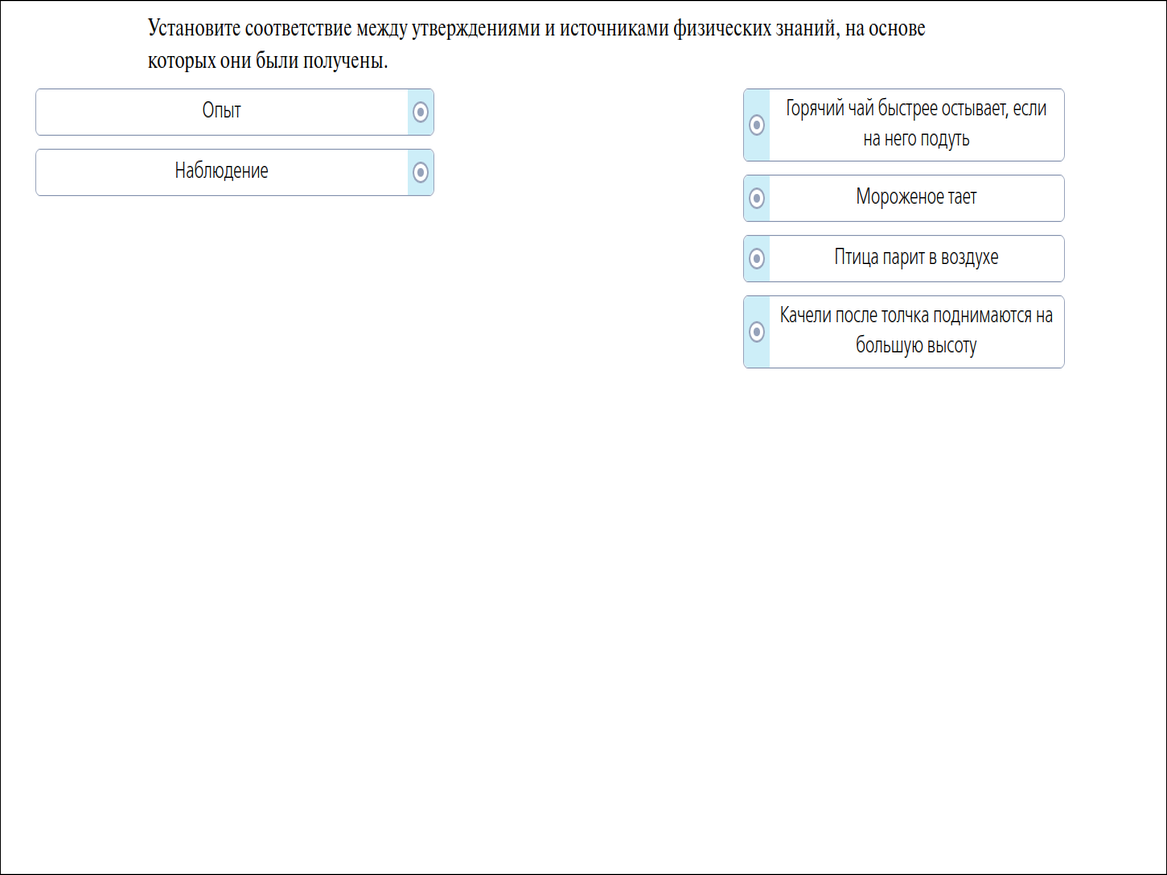 Установите соответствие между утверждениями и источниками физических знаний, на основе
которых они были получены.
Опыт
Наблюдение
Горячий чай быстрее остывает, если
на него подуть
Мороженое тает
Птица парит в воздухе
Качели после толчка поднимаются на
большую высоту